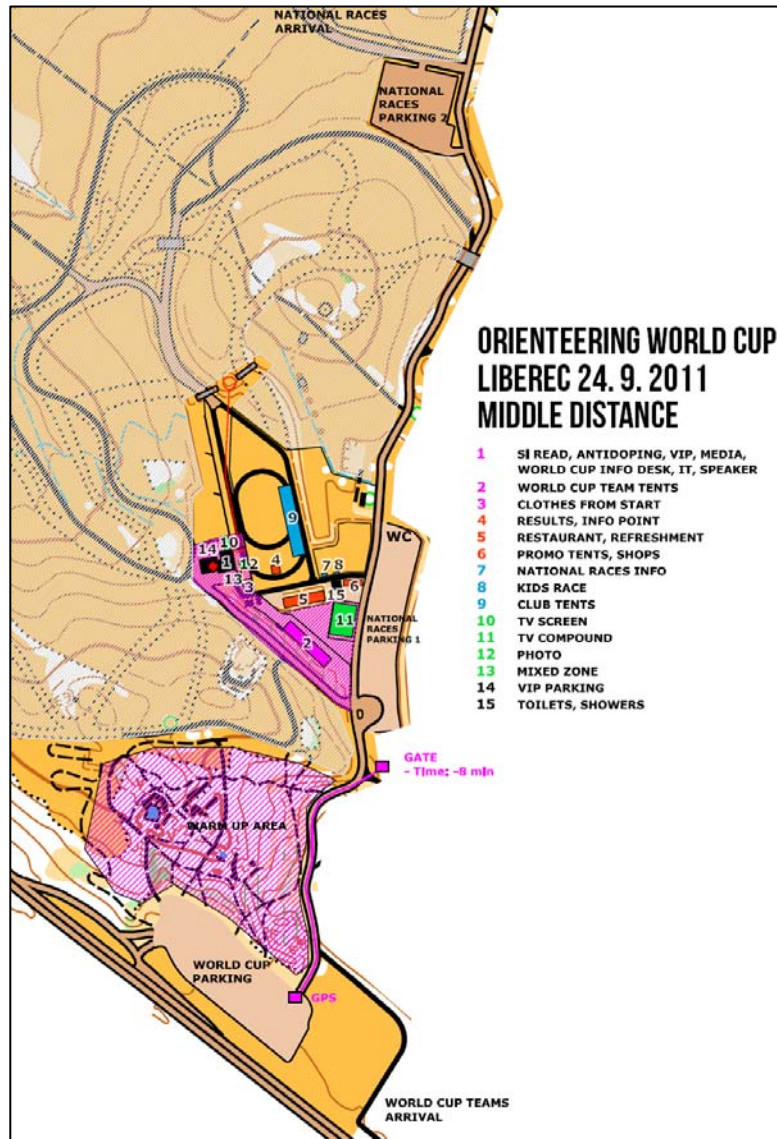 NATIONAL RACES
ARRIVAL
NATIONAL
RACES
PARKING 2
ORIENTEERING WORLD CUP
LIBEREC 24. 9. 2011
MIDDLE DISTANCE
1 SI READ, ANTIDOPING, VIP, MEDIA,
WORLD CUP INFO DESK, IT, SPEAKER
2 WORLD CUP TEAM TENTS
3 CLOTHES FROM START
4 RESULTS, INFO POINT
5 RESTAURANT, REFRESHMENT
6 PROMO TENTS, SHOPS
7 NATIONAL RACES INFO
8 KIDS RACE
9 CLUB TENTS
10 TV SCREEN
11 TV COMPOUND
12 PHOTO
13 MIXED ZONE
14 VIP PARKING
15 TOILETS, SHOWERS
9
WC
14
10
1
12
4
7
8
13
3
5
15
6
11
NATIONAL
RACES
PARKING 1
2
GATE
- Time: -8 min
WARM UP AREA
WORLD CUP
PARKING
GPS
WORLD CUP TEAMS
ARRIVAL